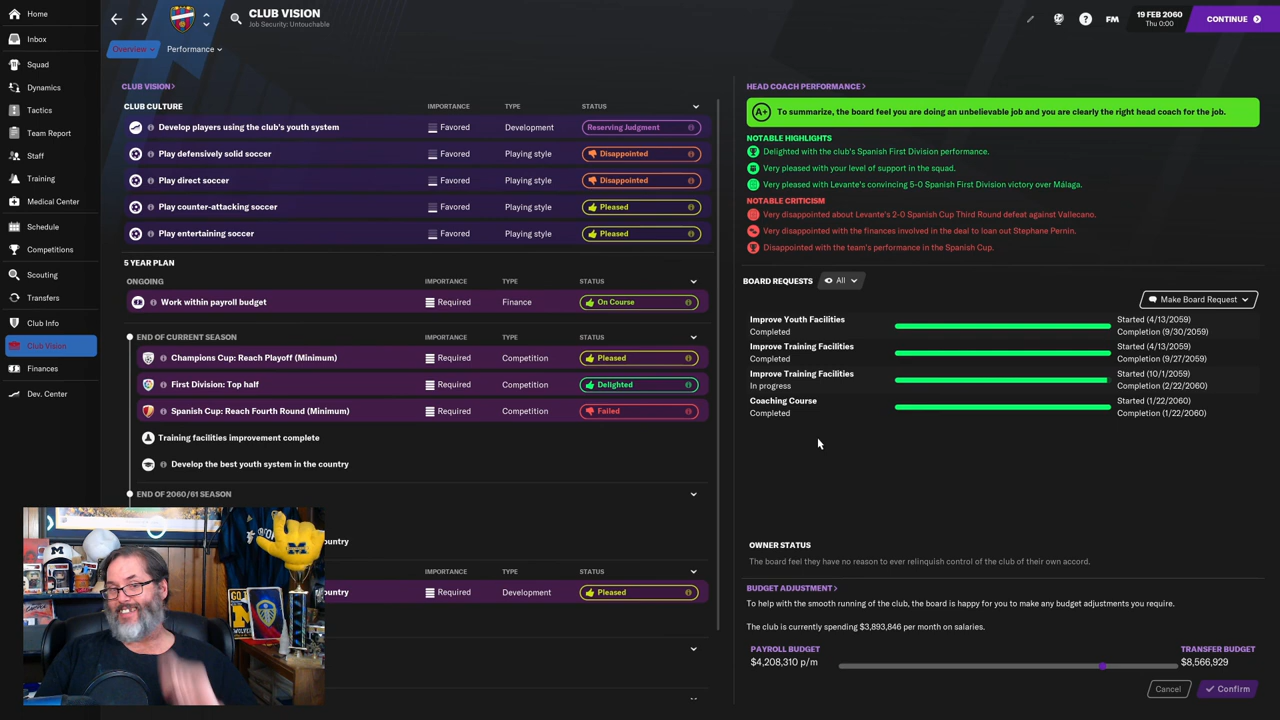 Home
CLUB VISION
Job Security: Untouchable
FM
19 FEB 2060
Thu 0:00
CONTINUE
Inbox
Overview
Performance
Squad
Dynamics
Tactics
Team Report
Staff
Training
Medical Center
Schedule
Competitions
Scouting
Transfers
Club Info
Club Vision
Finances
Dev. Center
CLUB VISION>
CLUB CULTURE IMPORTANCE TYPE STATUS
Develop players using the club's youth system Favored Development Reserving Judgment
Play defensively solid soccer Favored Playing style Disappointed
Play direct soccer Favored Playing style Disappointed
Play counter-attacking soccer Favored Playing style Pleased
Play entertaining soccer Favored Playing style Pleased
5 YEAR PLAN
ONGOING IMPORTANCE TYPE STATUS
Work within payroll budget Required Finance On Course
END OF CURRENT SEASON IMPORTANCE TYPE STATUS
Champions Cup: Reach Playoff (Minimum) Required Competition Pleased
First Division: Top half Required Competition Delighted
Spanish Cup: Reach Fourth Round (Minimum) Required Competition Failed
Training facilities improvement complete
Develop the best youth system in the country
END OF 2060/61 SEASON
ountry
IMPORTANCE TYPE STATUS
ountry Required Development Pleased
HEAD COACH PERFORMANCE>
A+ To summarize, the board feel you are doing an unbelievable job and you are clearly the right head coach for the job.
NOTABLE HIGHLIGHTS
Delighted with the club's Spanish First Division performance.
Very pleased with your level of support in the squad.
Very pleased with Levante's convincing 5-0 Spanish First Division victory over Málaga.
NOTABLE CRITICISM
Very disappointed about Levante's 2-0 Spanish Cup Third Round defeat against Vallecano.
Very disappointed with the finances involved in the deal to loan out Stephane Pernin.
Disappointed with the team's performance in the Spanish Cup.
BOARD REQUESTS All
Make Board Request
Improve Youth Facilities Started (4/13/2059)
Completed Completion (9/30/2059)
Improve Training Facilities Started (4/13/2059)
Completed Completion (9/27/2059)
Improve Training Facilities Started (10/1/2059)
In progress Completion (2/22/2060)
Coaching Course Started (1/22/2060)
Completed Completion (1/22/2060)
OWNER STATUS
The board feel they have no reason to ever relinquish control of the club of their own accord.
BUDGET ADJUSTMENT>
To help with the smooth running of the club, the board is happy for you to make any budget adjustments you require.
The club is currently spending $3,893,846 per month on salaries.
PAYROLL BUDGET TRANSFER BUDGET
$4,208,310 p/m $8,566,929
Cancel Confirm